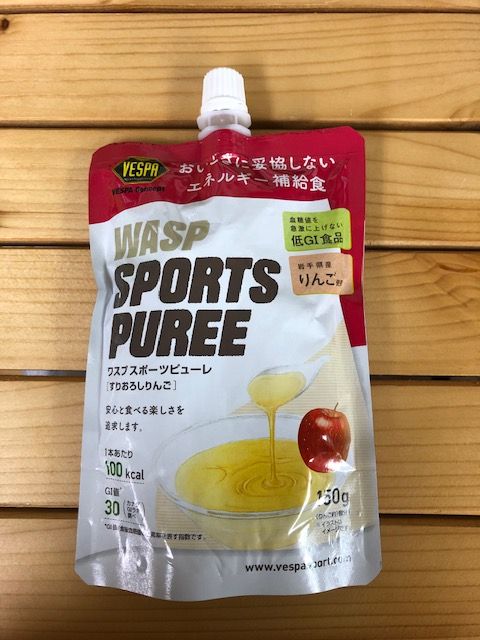 VESPA
VESPA Concept
おいしさに妥協しない
エネルギー補給食
血糖値を
急激に上げない
低GI食品
岩手県産
りんご
WASP
SPORTS
PUREE
ワスプ スポーツピューレ
[すりおろしりんご]
安心と食べる楽しさを
追求します。
1本あたり
100 kcal
GI値
30
150g
www.vespasport.com